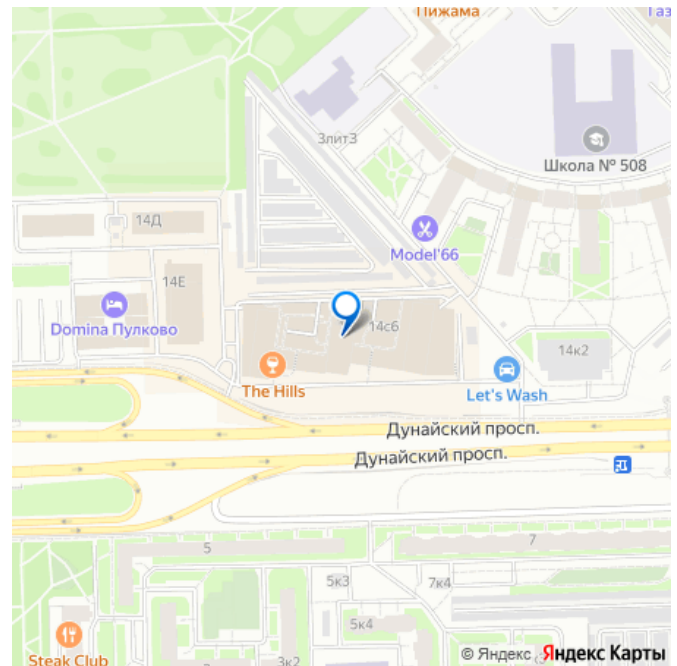 Пижама
Газ
3литЗ
Школа № 508
14Д
Model'66
14Е
Domina Пулково
14с6
14к2
The Hills
Let's Wash
Дунайский просп.
Дунайский просп.
5
7
5к3
7к4
5к4
Steak Club
3к2
© Яндекс Яндекс Карты